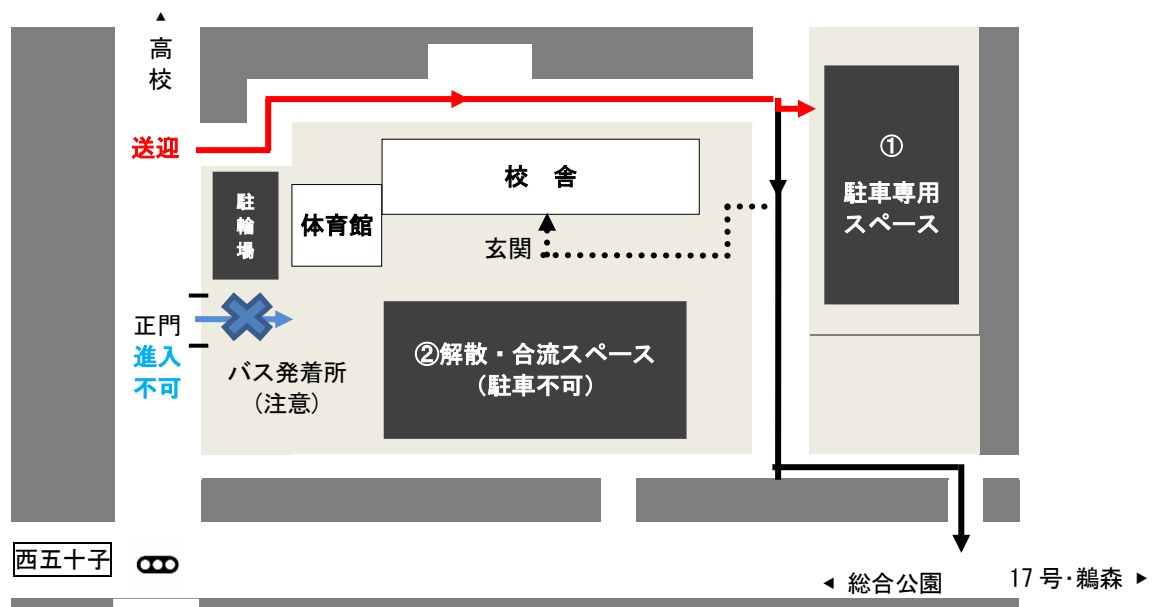 ▲
高
校
送迎
校 舎
①
駐車専用
スペース
駐
輪
場
体育館
玄関
正門
進入
不可
バス発着所
(注意)
②解散・合流スペース
(駐車不可)
西五十子
◀ 総合公園
17号・鵜森 ▶